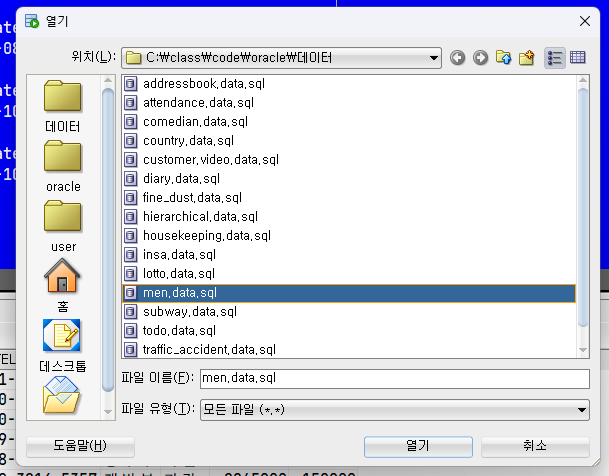 열기
위치(L): C:\class\code\oracle\데이터
데이터
oracle
user
홈
데스크톱
addressbook.data.sql
attendance.data.sql
comedian.data.sql
country.data.sql
customer.video.data.sql
diary.data.sql
fine_dust.data.sql
hierarchical.data.sql
housekeeping.data.sql
insa.data.sql
lotto.data.sql
men.data.sql
subway.data.sql
todo.data.sql
traffic_accident.data.sql
파일 이름(F): men.data.sql
파일 유형(T): 모든 파일 (*.*)
도움말(H) 열기 취소